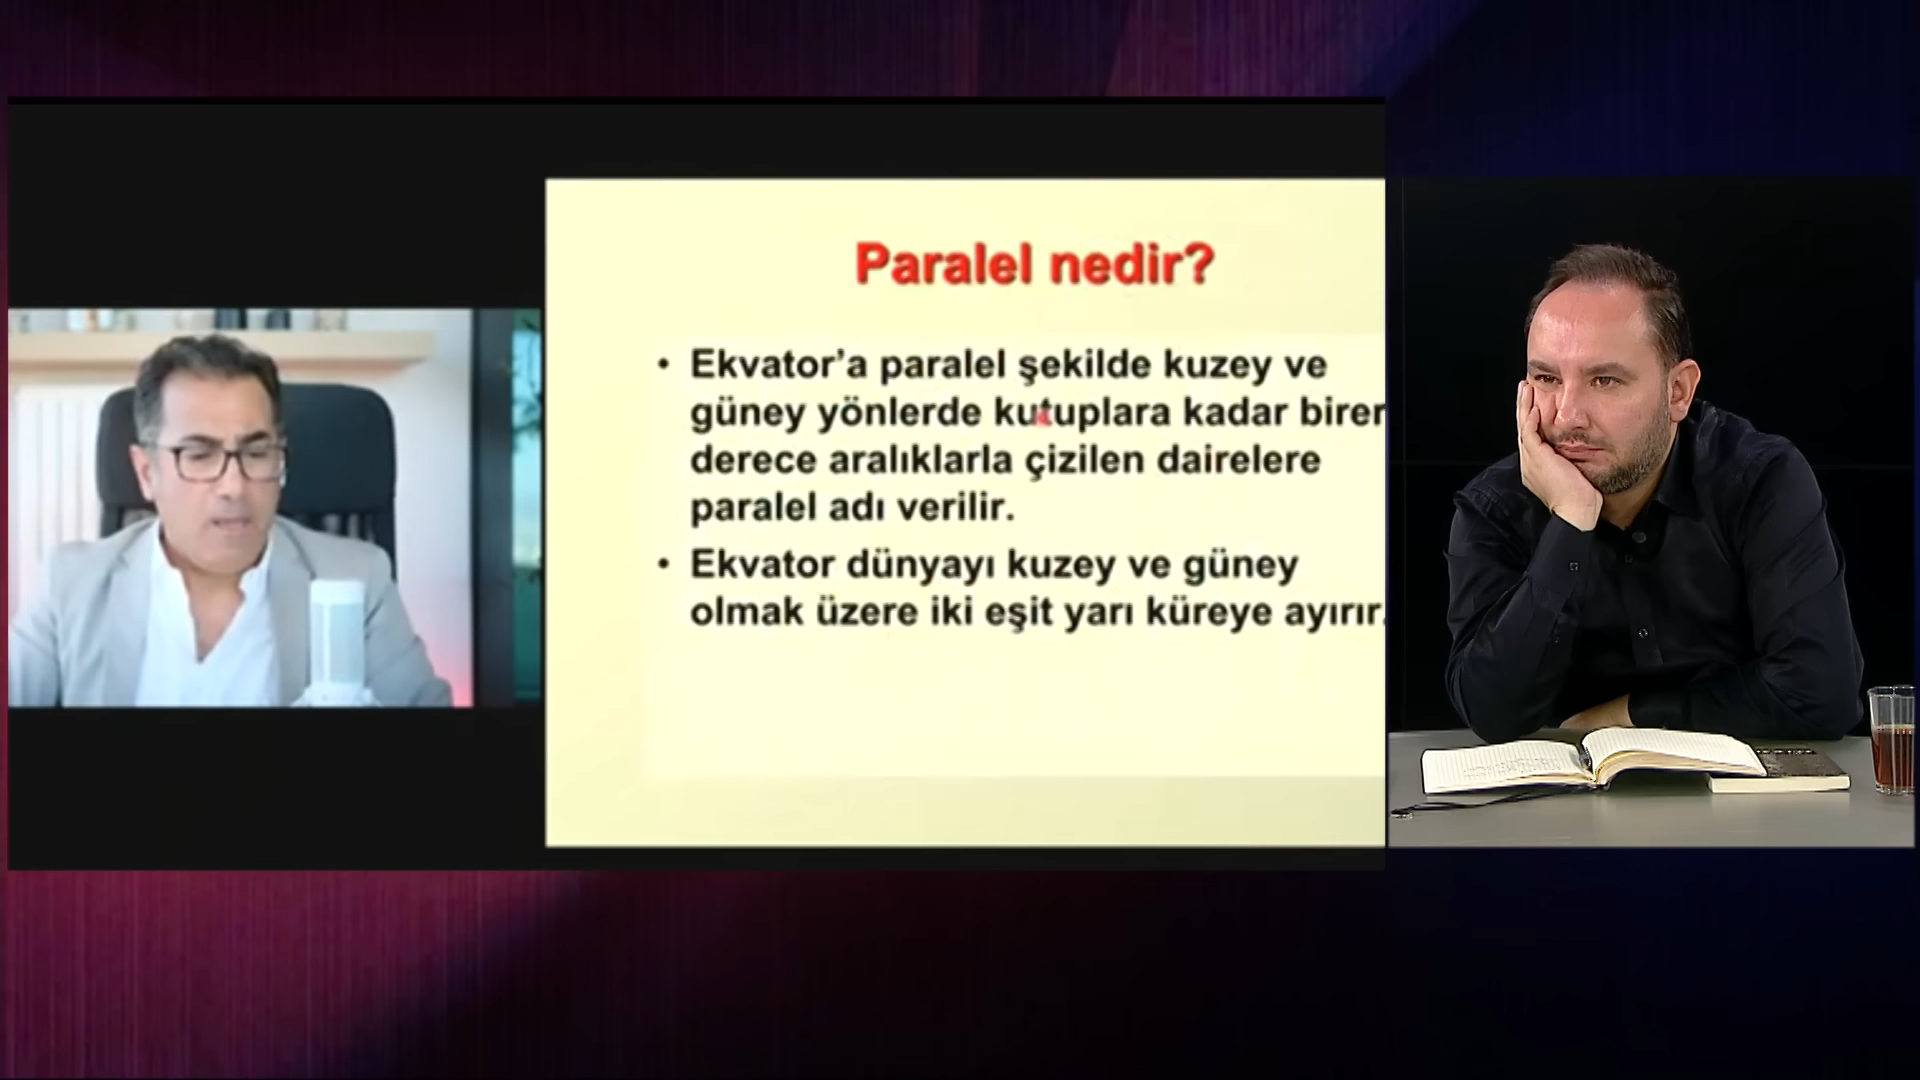 Paralel nedir?
• Ekvator’a paralel şekilde kuzey ve
güney yönlerde kutuplara kadar birer
derece aralıklarla çizilen dairelere
paralel adı verilir.
• Ekvator dünyayı kuzey ve güney
olmak üzere iki eşit yarı küreye ayırır.